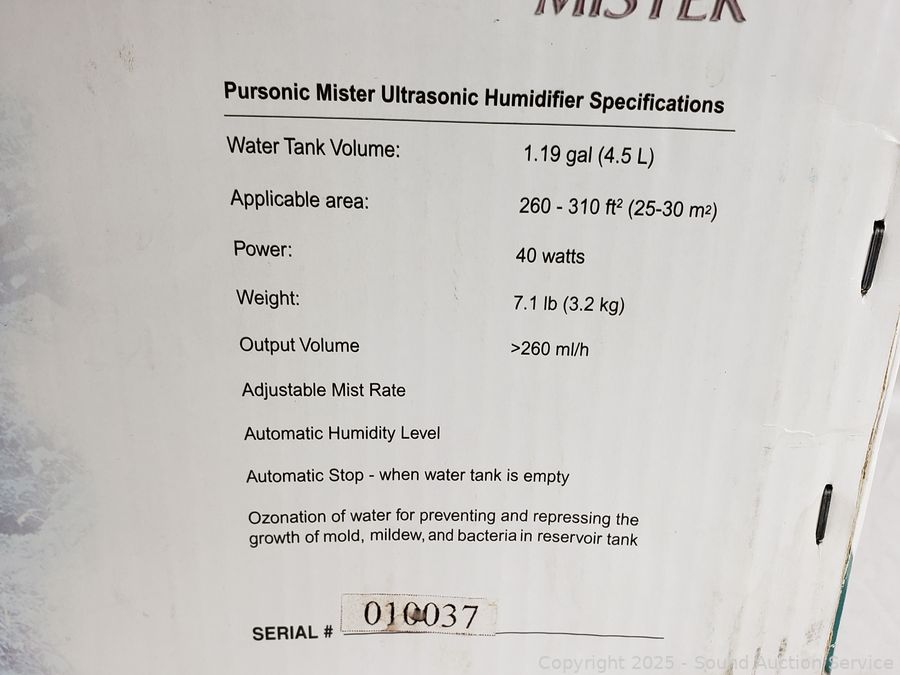 MISTER
Pursonic Mister Ultrasonic Humidifier Specifications
Water Tank Volume: 1.19 gal (4.5 L)
Applicable area: 260 - 310 ft² (25-30 m²)
Power: 40 watts
Weight: 7.1 lb (3.2 kg)
Output Volume >260 ml/h
Adjustable Mist Rate
Automatic Humidity Level
Automatic Stop - when water tank is empty
Ozonation of water for preventing and repressing the
growth of mold, mildew, and bacteria in reservoir tank
SERIAL # 010037
Copyright 2025 - Sound Auction Service